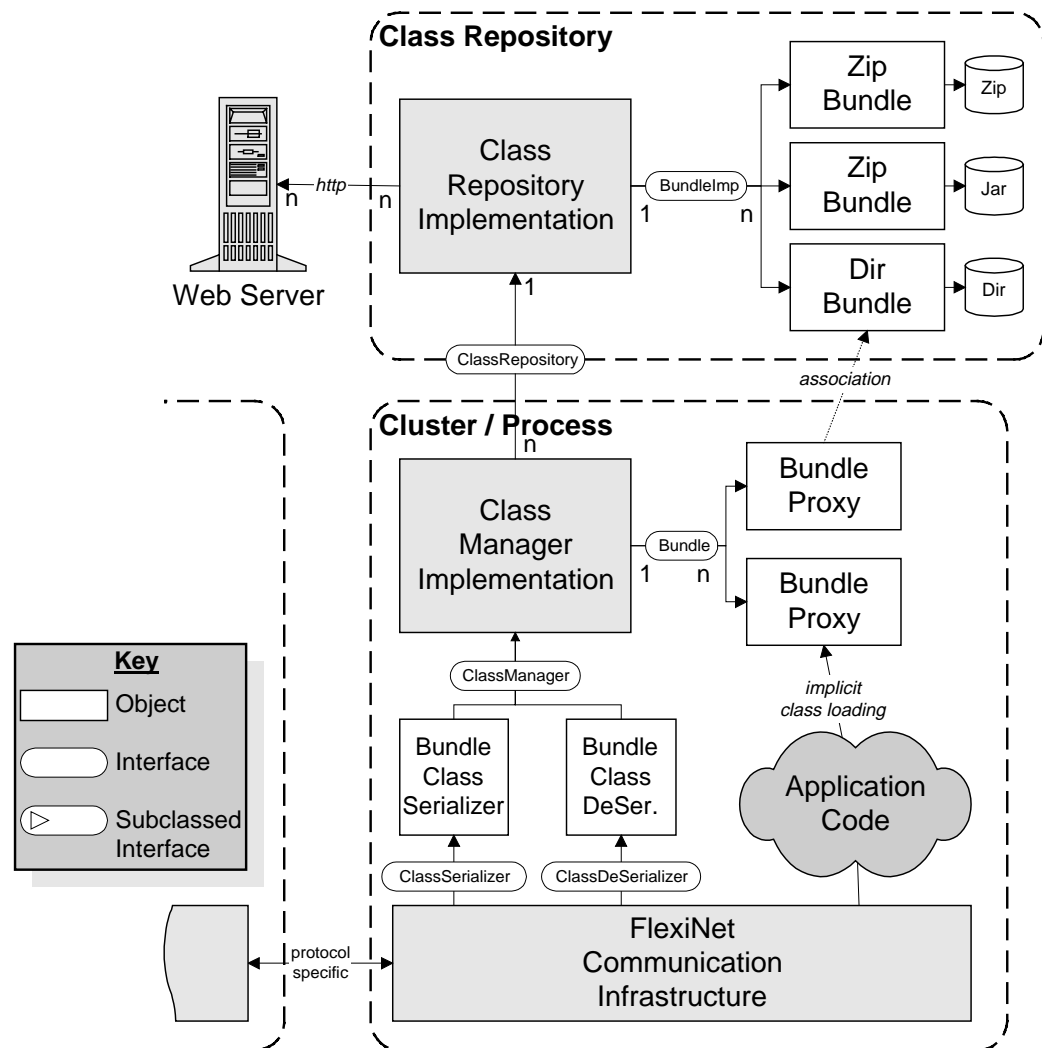 Class Repository
Zip
Bundle
Zip
Class
Repository
Implementation
http
n
n
BundleImp
1
n
Zip
Bundle
Jar
Dir
Bundle
Dir
Web Server
1
ClassRepository
association
Cluster / Process
n
Class
Manager
Implementation
Bundle
1
n
Bundle
Proxy
Bundle
Proxy
Key
Object
Interface
Subclassed
Interface
ClassManager
implicit
class loading
Bundle
Class
Serializer
Bundle
Class
DeSer.
Application
Code
ClassSerializer
ClassDeSerializer
protocol
specific
FlexiNet
Communication
Infrastructure